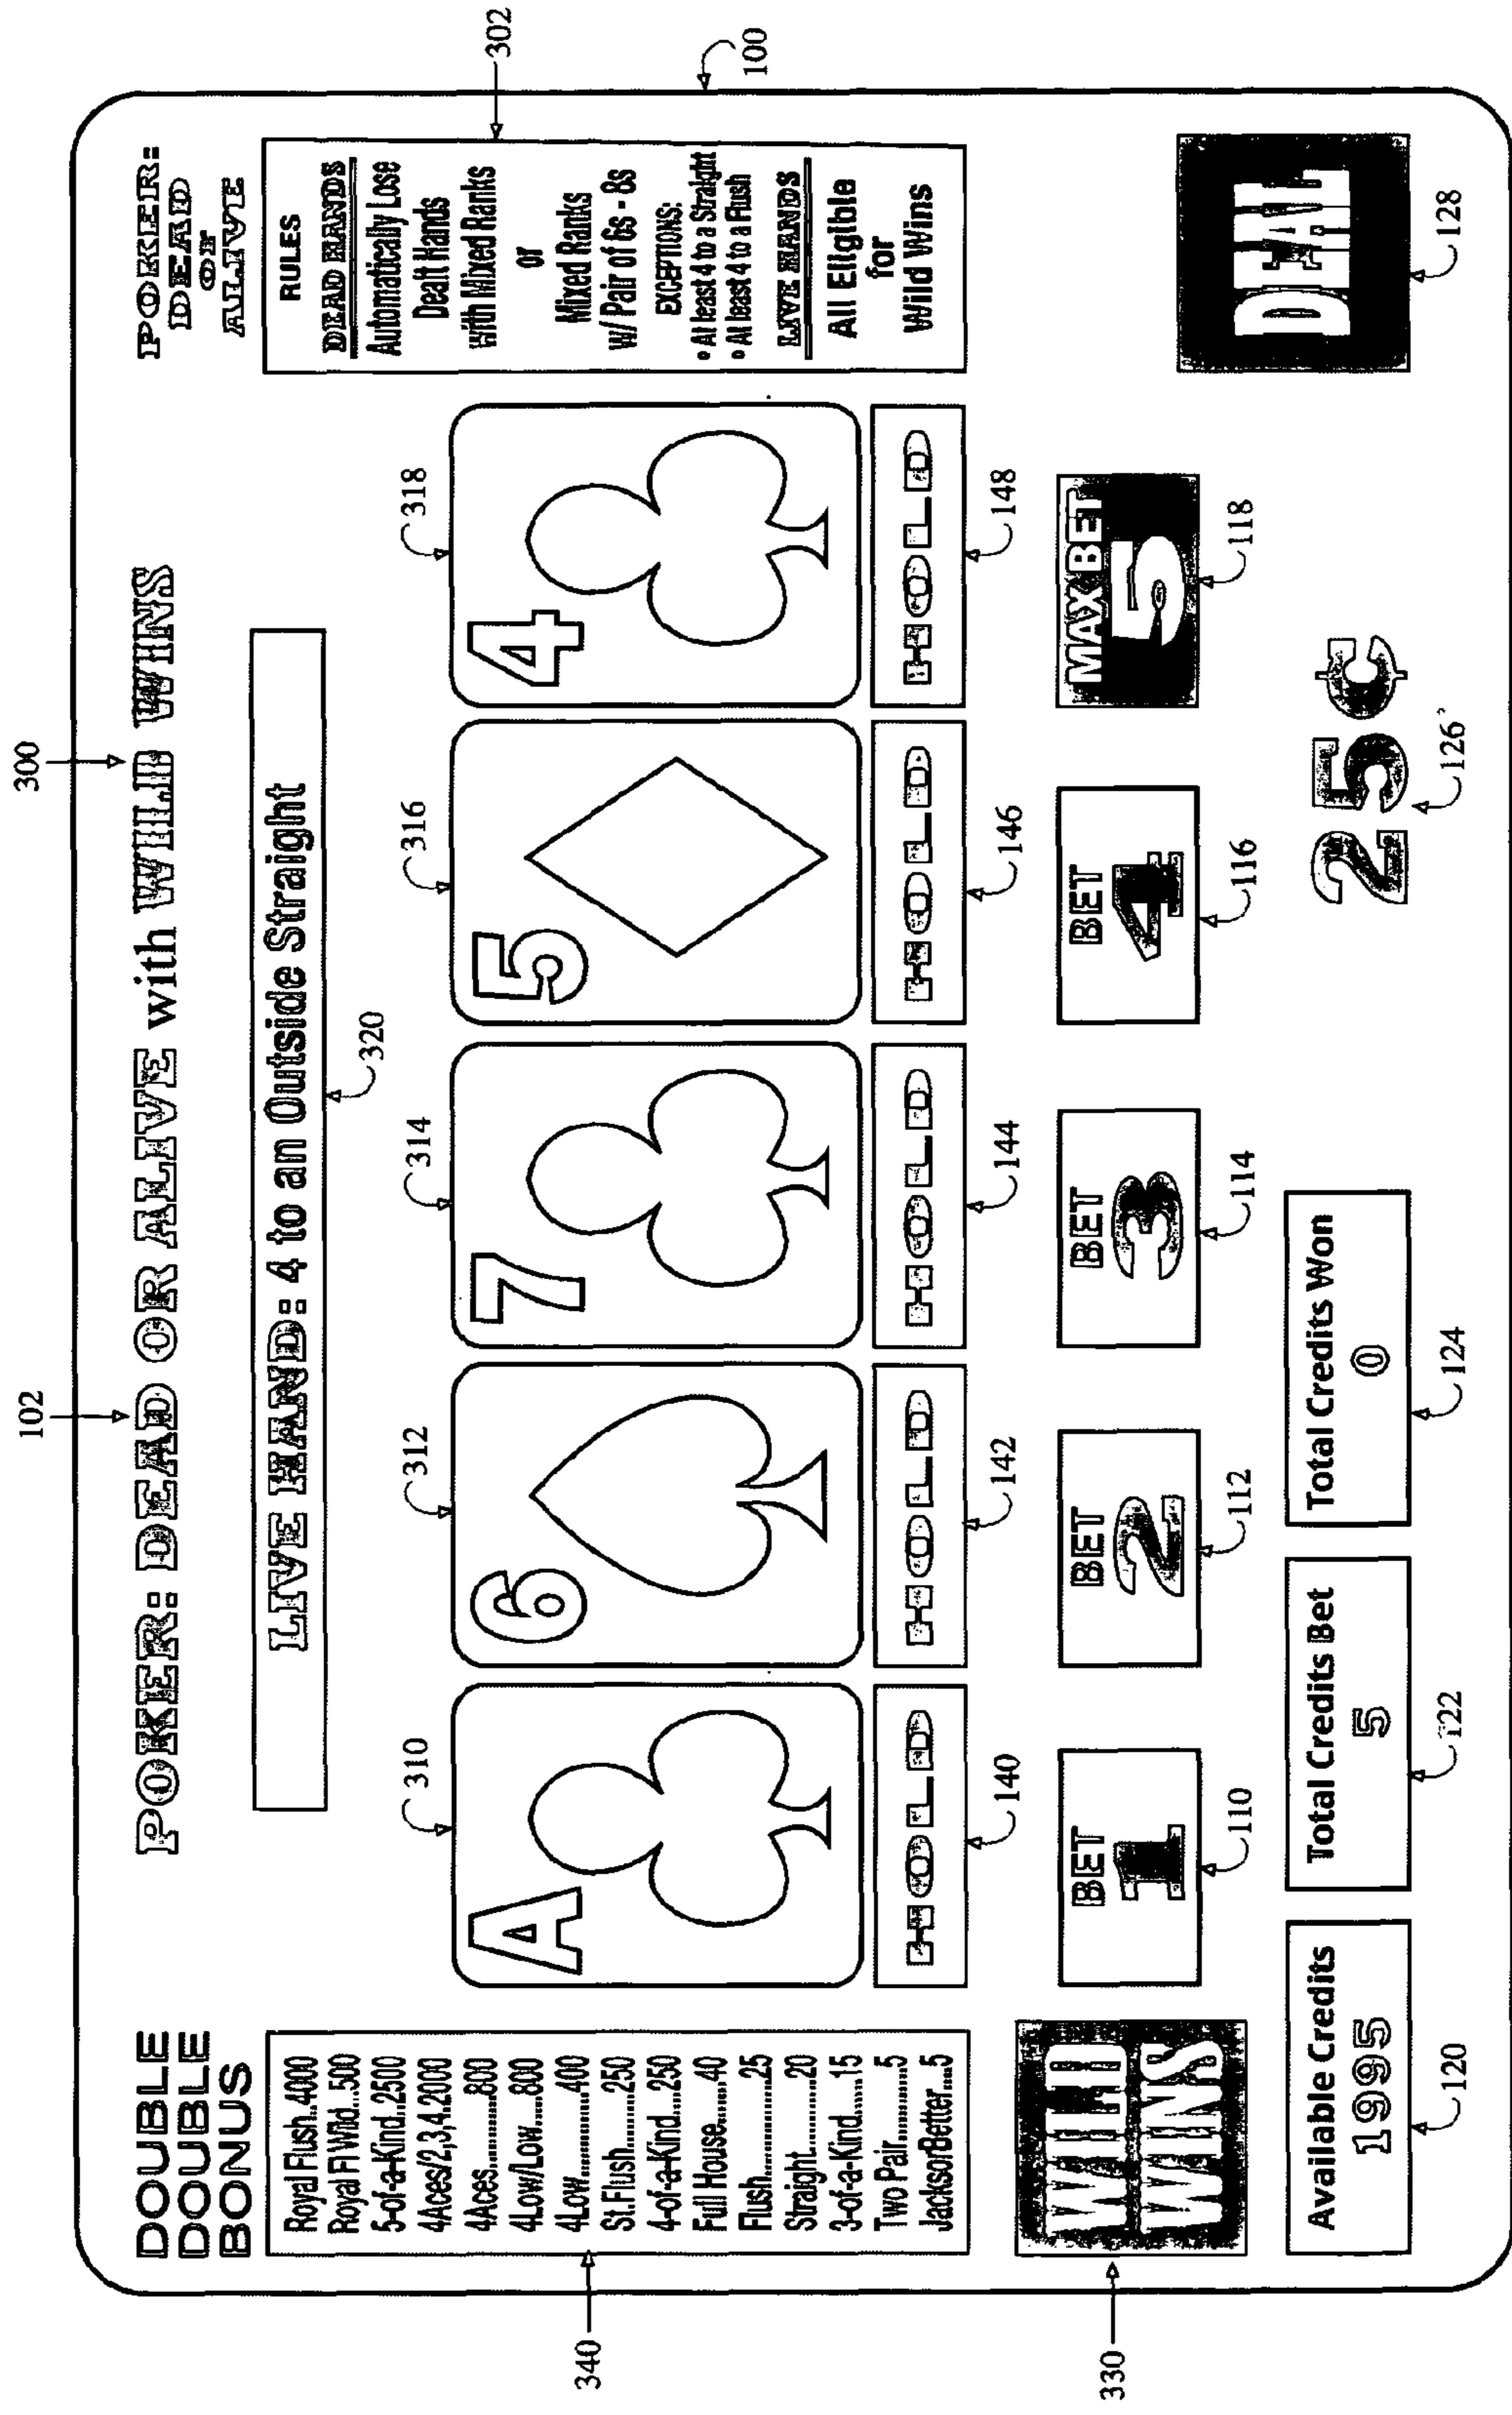 300
102
POKER: DEAD OR ALIVE with WILD WINS
DOUBLE
DOUBLE
BONUS
Royal Flush..4000
Royal Fl Wild...500
5-of-a-Kind..2500
4Aces/2,3,4.2000
4Aces...........800
4Low/Low.....800
4Low............400
St.Flush........250
4-of-a-Kind...250
Full House.....40
Flush.............25
Straight.........20
3-of-a-Kind....15
Two Pair.........5
JacksorBetter....5
340
LIVE HAND: 4 to an Outside Straight
320
310
312
314
316
318
A
6
7
5
4
HOLD
HOLD
HOLD
HOLD
HOLD
140
142
144
146
148
POKER:
DEAD
or
ALIVE
RULES
DEAD HANDS
Automatically Lose
Dealt Hands
with Mixed Ranks
or
Mixed Ranks
w/ Pair of 6s - 8s
EXCEPTIONS:
• At least 4 to a Straight
• At least 4 to a Flush
LIVE HANDS
All Eligible
for
Wild Wins
302
100
330
WILD
WINS
BET
1
BET
2
BET
3
BET
4
MAX BET
5
110
112
114
116
118
DEAL
128
Available Credits
1995
Total Credits Bet
5
Total Credits Won
0
25¢
120
122
124
126